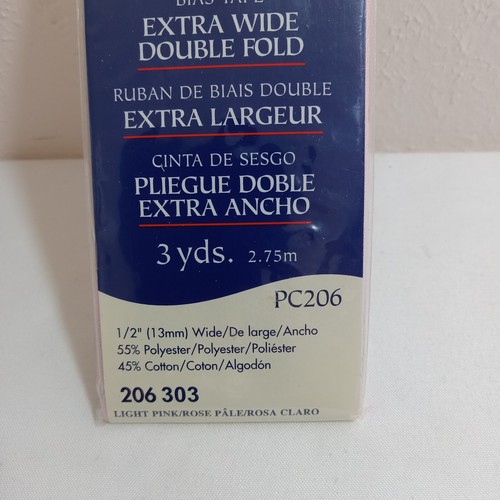 BIAS TAPE
EXTRA WIDE
DOUBLE FOLD
RUBAN DE BIAIS DOUBLE
EXTRA LARGEUR
CINTA DE SESGO
PLIEGUE DOBLE
EXTRA ANCHO
3 yds. 2.75m
PC206
1/2" (13mm) Wide/De large/Ancho
55% Polyester/Polyester/Poliéster
45% Cotton/Coton/Algodón
206 303
LIGHT PINK/ROSE PÂLE/ROSA CLARO